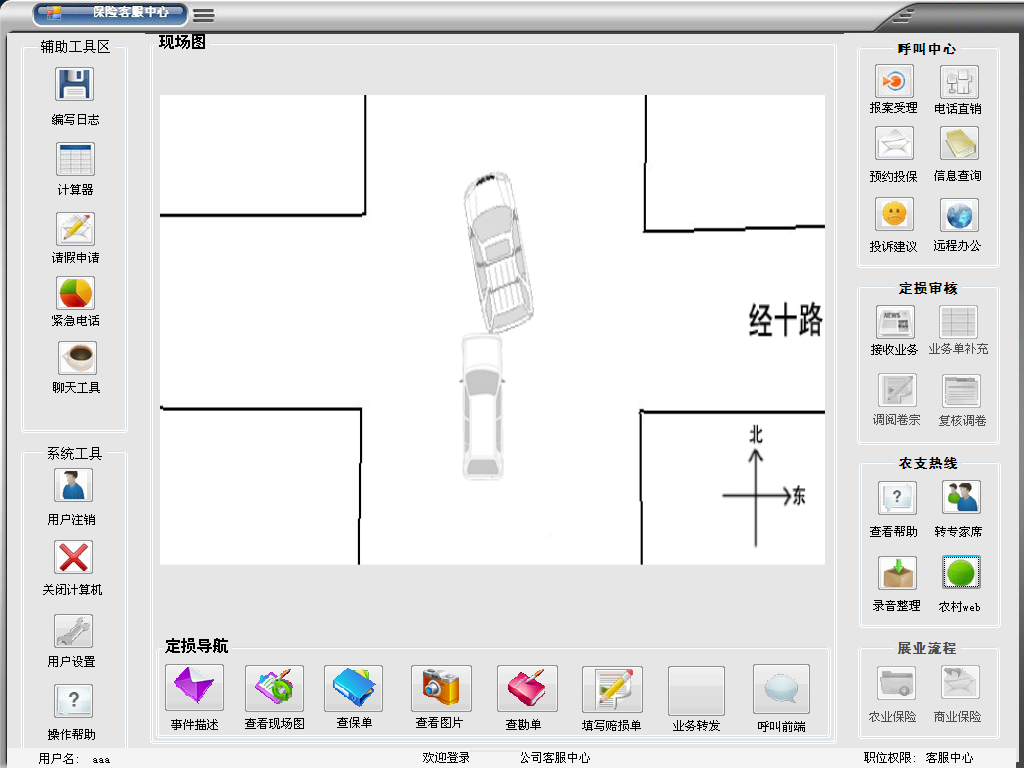 保险客服中心
辅助工具区
编写日志
计算器
请假申请
紧急电话
聊天工具
系统工具
用户注销
关闭计算机
用户设置
?
操作帮助
现场图
经十路
北
东
定损导航
事件描述
查看现场图
查保单
查看图片
查勘单
填写赔损单
业务转发
呼叫前端
呼叫中心
报案受理
电话直销
预约投保
信息查询
投诉建议
远程办公
定损审核
NEWS
接收业务
业务单补充
调阅卷宗
复核调卷
农支热线
?
查看帮助
转专家席
录音整理
农村web
展业流程
农业保险
商业保险
用户名: aaa
欢迎登录
公司客服中心
职位权限: 客服中心